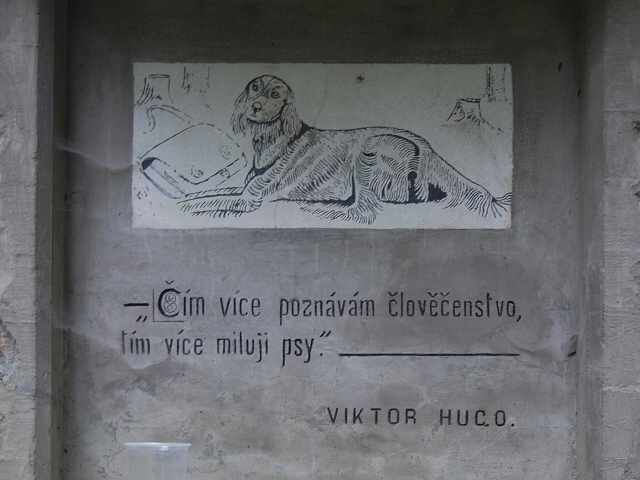 — „Čím více poznávám člověčenstvo,
tím více miluji psy.“ —
VIKTOR HUGO.